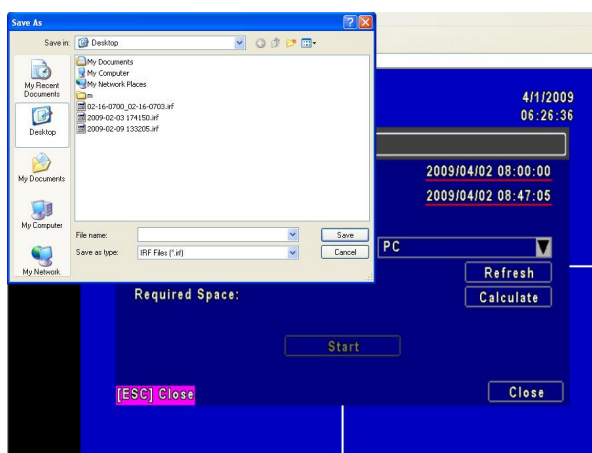 Save As
Save in:
Desktop
My Documents
My Computer
My Network Places
m
02-16-0700_02-16-0703.irf
2009-02-03 174150.irf
2009-02-09 133205.irf
My Recent
Documents
Desktop
My Documents
My Computer
My Network
File name:
Save
Save as type:
IRF Files (*.irf)
Cancel
4/1/2009
06:26:36
2009/04/02 08:00:00
2009/04/02 08:47:05
PC
Refresh
Required Space:
Calculate
Start
[ESC] Close
Close